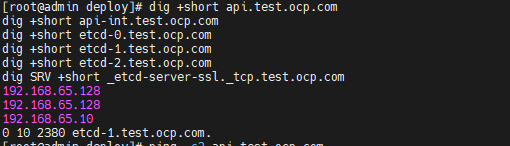 [root@admin deploy]# dig +short api.test.ocp.com
dig +short api-int.test.ocp.com
dig +short etcd-0.test.ocp.com
dig +short etcd-1.test.ocp.com
dig +short etcd-2.test.ocp.com
dig SRV +short _etcd-server-ssl._tcp.test.ocp.com
192.168.65.128
192.168.65.128
192.168.65.10
0 10 2380 etcd-1.test.ocp.com.
[root@admin deploy]# ping -c2 api.test.ocp.com